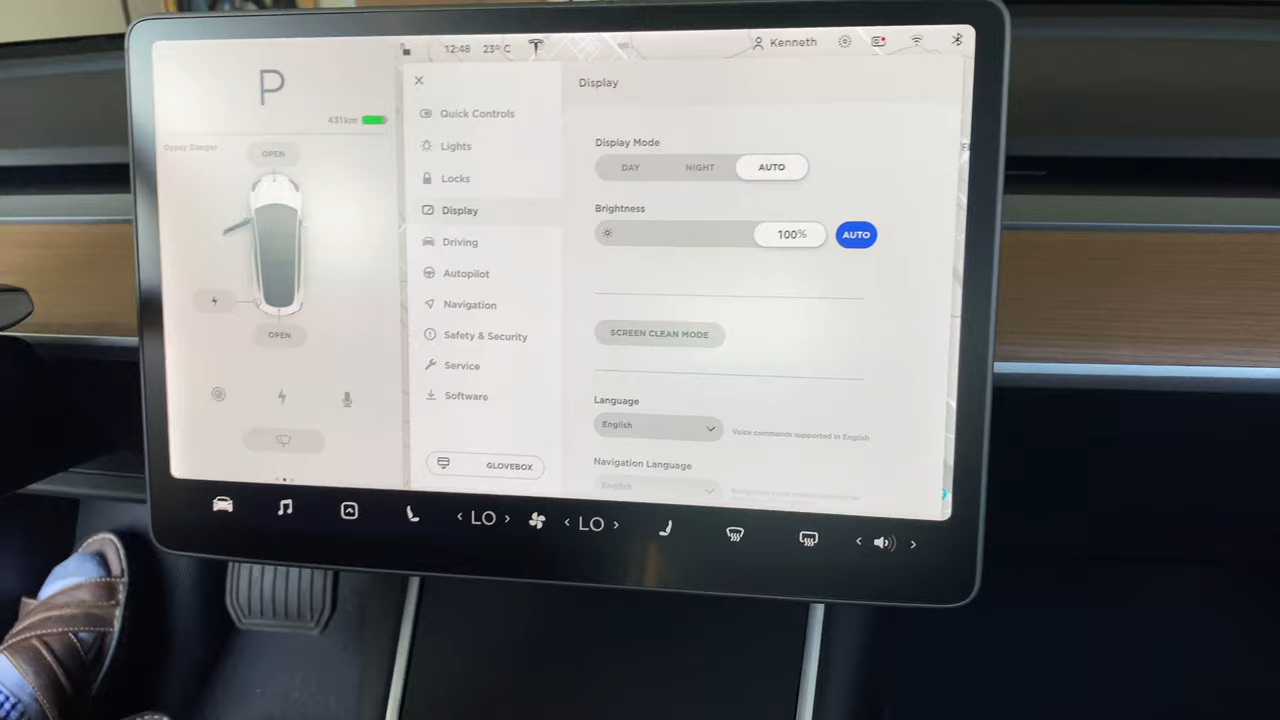 12:48 23° C
Kenneth
P
431 km
OPEN
OPEN
Quick Controls
Lights
Locks
Display
Driving
Autopilot
Navigation
Safety & Security
Service
Software
GLOVEBOX
Display
Display Mode
DAY NIGHT AUTO
Brightness
100% AUTO
SCREEN CLEAN MODE
Language
English
Voice commands supported in English
Navigation Language
English
< LO > < LO >
< >